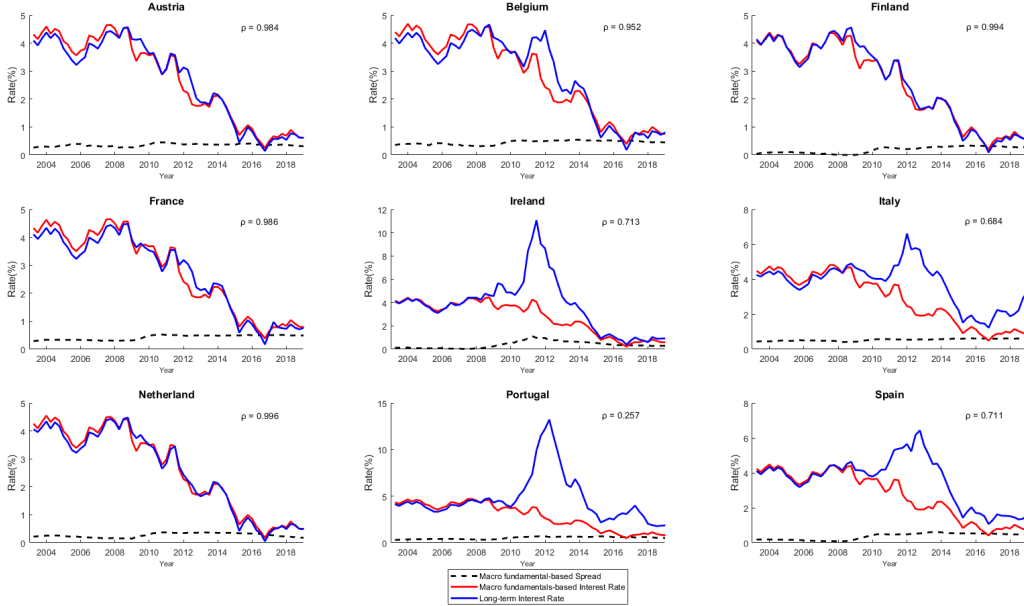 Austria
ρ = 0.984
Rate(%)
5
4
3
2
1
0
2004 2006 2008 2010 2012 2014 2016 2018
Year
Belgium
ρ = 0.952
Rate(%)
5
4
3
2
1
0
2004 2006 2008 2010 2012 2014 2016 2018
Year
Finland
ρ = 0.994
Rate(%)
5
4
3
2
1
0
2004 2006 2008 2010 2012 2014 2016 2018
Year
France
ρ = 0.986
Rate(%)
5
4
3
2
1
0
2004 2006 2008 2010 2012 2014 2016 2018
Year
Ireland
ρ = 0.713
Rate(%)
12
10
8
6
4
2
0
2004 2006 2008 2010 2012 2014 2016 2018
Year
Italy
ρ = 0.684
Rate(%)
8
6
4
2
0
2004 2006 2008 2010 2012 2014 2016 2018
Year
Netherland
ρ = 0.996
Rate(%)
5
4
3
2
1
0
2004 2006 2008 2010 2012 2014 2016 2018
Year
Portugal
ρ = 0.257
Rate(%)
15
10
5
0
2004 2006 2008 2010 2012 2014 2016 2018
Year
Spain
ρ = 0.711
Rate(%)
8
6
4
2
0
2004 2006 2008 2010 2012 2014 2016 2018
Year
Macro fundamental-based Spread
Macro fundamentals-based Interest Rate
Long-term Interest Rate